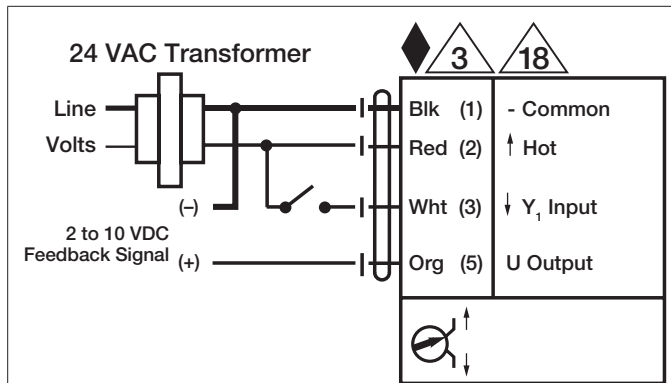 24 VAC Transformer
3 18
Line
Volts
Blk (1) - Common
Red (2) ↑ Hot
(–)
Wht (3) ↓ Y₁ Input
2 to 10 VDC
Feedback Signal (+)
Org (5) U Output